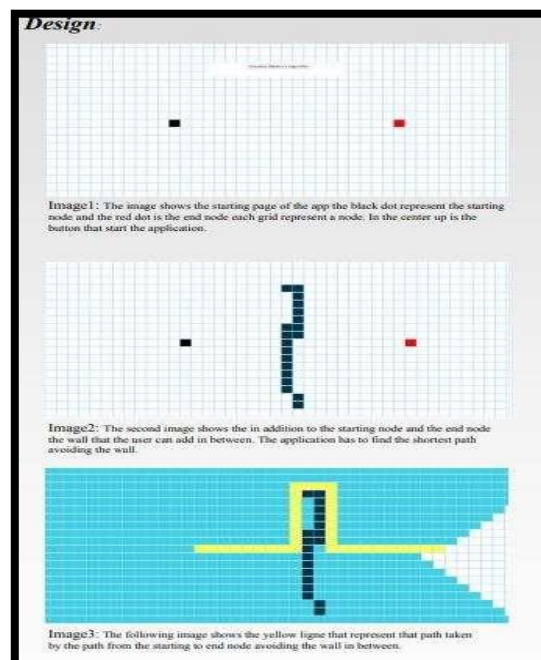 Design:
Image1: The image shows the starting page of the app the black dot represent the starting
node and the red dot is the end node each grid represent a node. In the center up is the
button that start the application.
Image2: The second image shows the in addition to the starting node and the end node
the wall that the user can add in between. The application has to find the shortest path
avoiding the wall.
Image3: The following image shows the yellow ligne that represent that path taken
by the path from the starting to end node avoiding the wall in between.